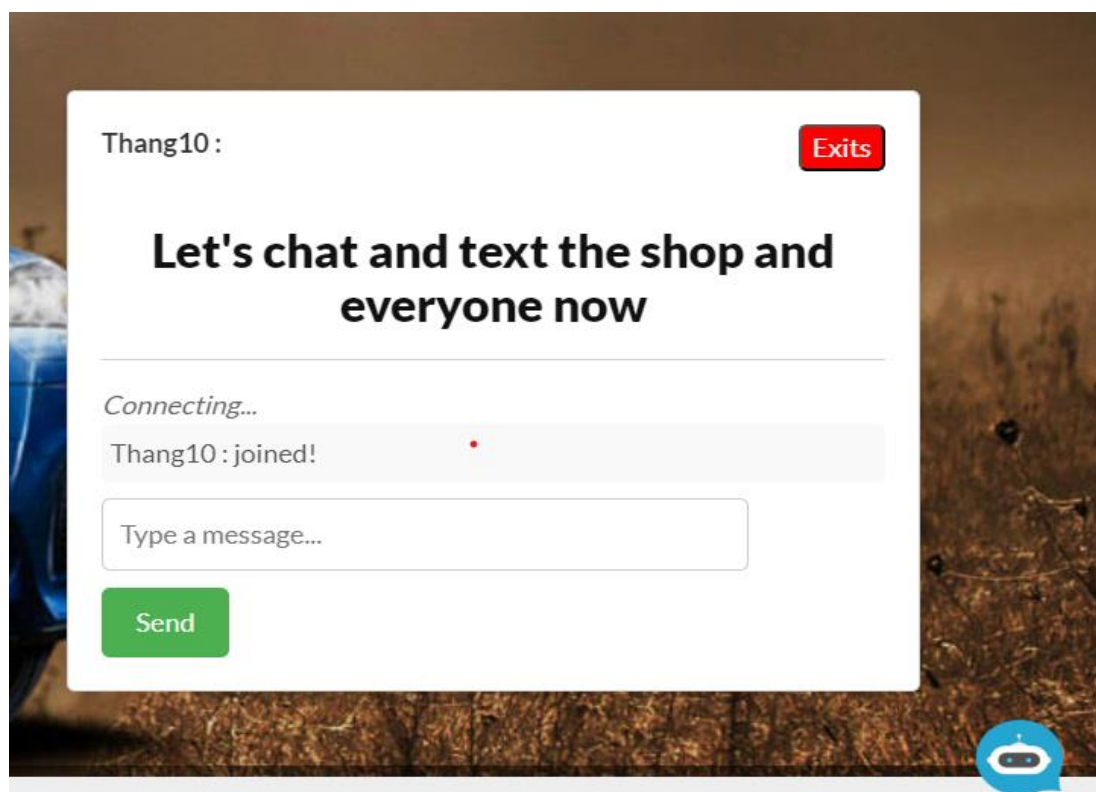 Thang10 :
Exits
Let's chat and text the shop and
everyone now
Connecting...
Thang10 : joined!
Type a message...
Send